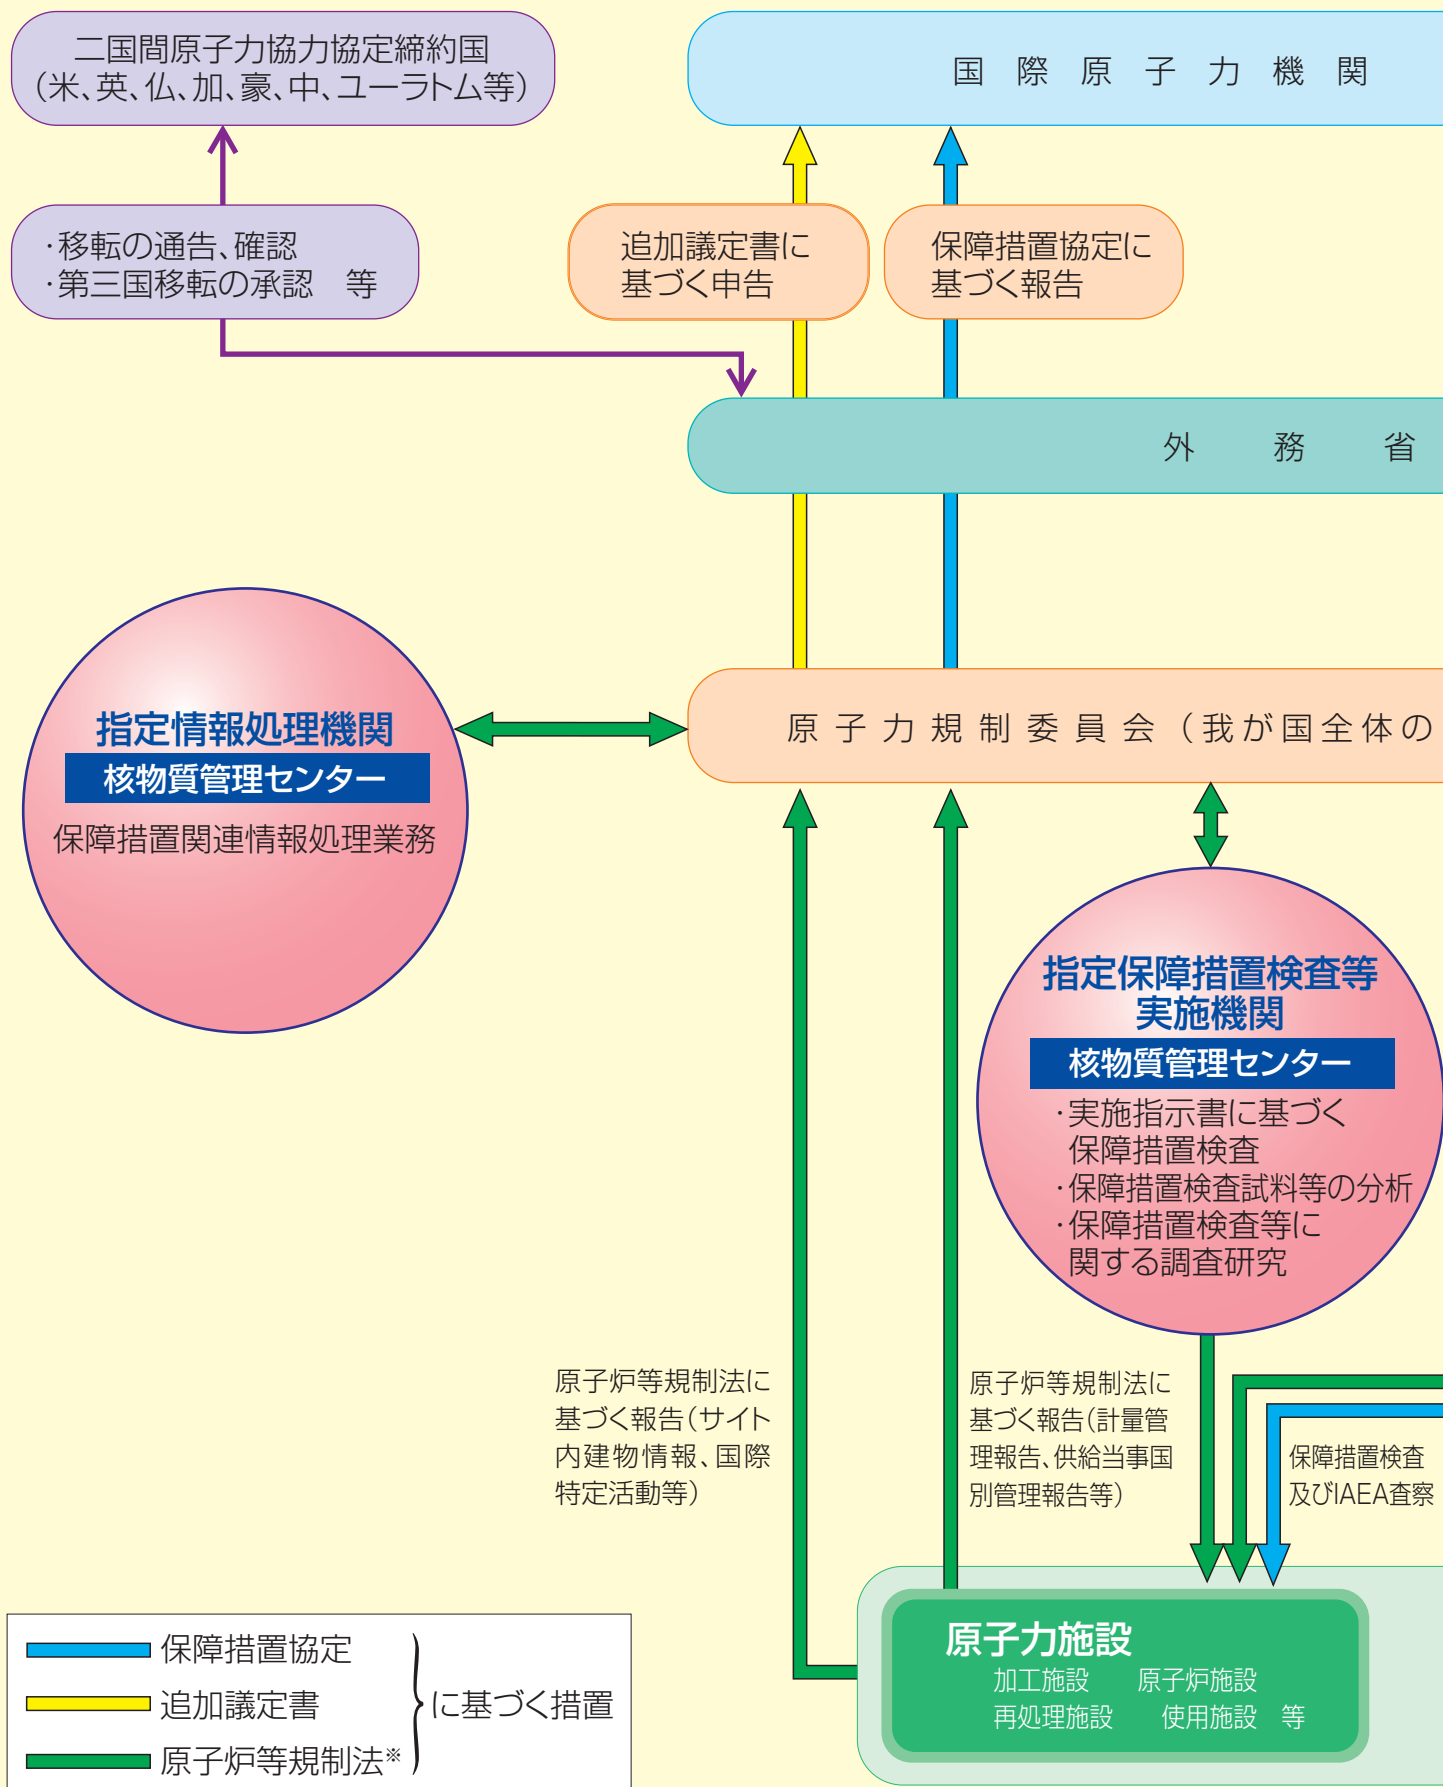 二国間原子力協力協定締約国
（米、英、仏、加、豪、中、ユーラトム等）
国際原子力機関
・移転の通告、確認
・第三国移転の承認　等
追加議定書に
基づく申告
保障措置協定に
基づく報告
外務省
指定情報処理機関
核物質管理センター
保障措置関連情報処理業務
原子力規制委員会（我が国全体の
指定保障措置検査等
実施機関
核物質管理センター
・実施指示書に基づく
保障措置検査
・保障措置検査試料等の分析
・保障措置検査等に
関する調査研究
原子炉等規制法に
基づく報告（サイト
内建物情報、国際
特定活動等）
原子炉等規制法に
基づく報告（計量管
理報告、供給当事国
別管理報告等）
保障措置検査
及びIAEA査察
原子力施設
加工施設　原子炉施設
再処理施設　使用施設　等
保障措置協定
追加議定書
に基づく措置
原子炉等規制法※